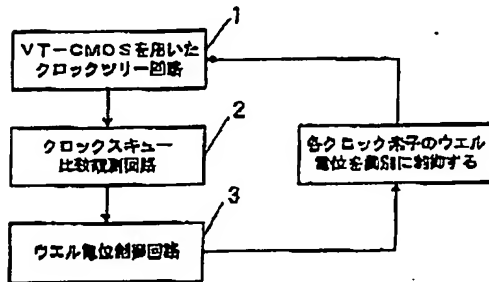 1
VT-CMOSを用いた
クロックツリー回路
2
クロックスキュー
比較観測回路
各クロック素子のウエル
電位を個別に制御する
3
ウエル電位制御回路